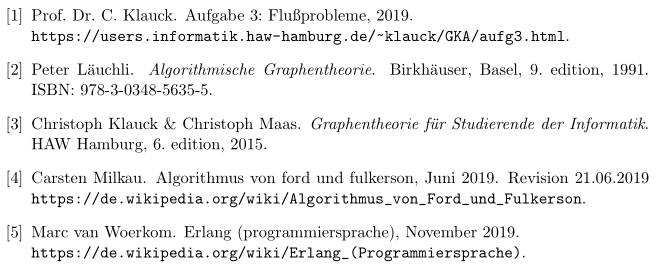 [1] Prof. Dr. C. Klauck. Aufgabe 3: Flußprobleme, 2019.
https://users.informatik.haw-hamburg.de/~klauck/GKA/aufg3.html.
[2] Peter Läuchli. Algorithmische Graphentheorie. Birkhäuser, Basel, 9. edition, 1991.
ISBN: 978-3-0348-5635-5.
[3] Christoph Klauck & Christoph Maas. Graphentheorie für Studierende der Informatik.
HAW Hamburg, 6. edition, 2015.
[4] Carsten Milkau. Algorithmus von ford und fulkerson, Juni 2019. Revision 21.06.2019
https://de.wikipedia.org/wiki/Algorithmus_von_Ford_und_Fulkerson.
[5] Marc van Woerkom. Erlang (programmiersprache), November 2019.
https://de.wikipedia.org/wiki/Erlang_(Programmiersprache).